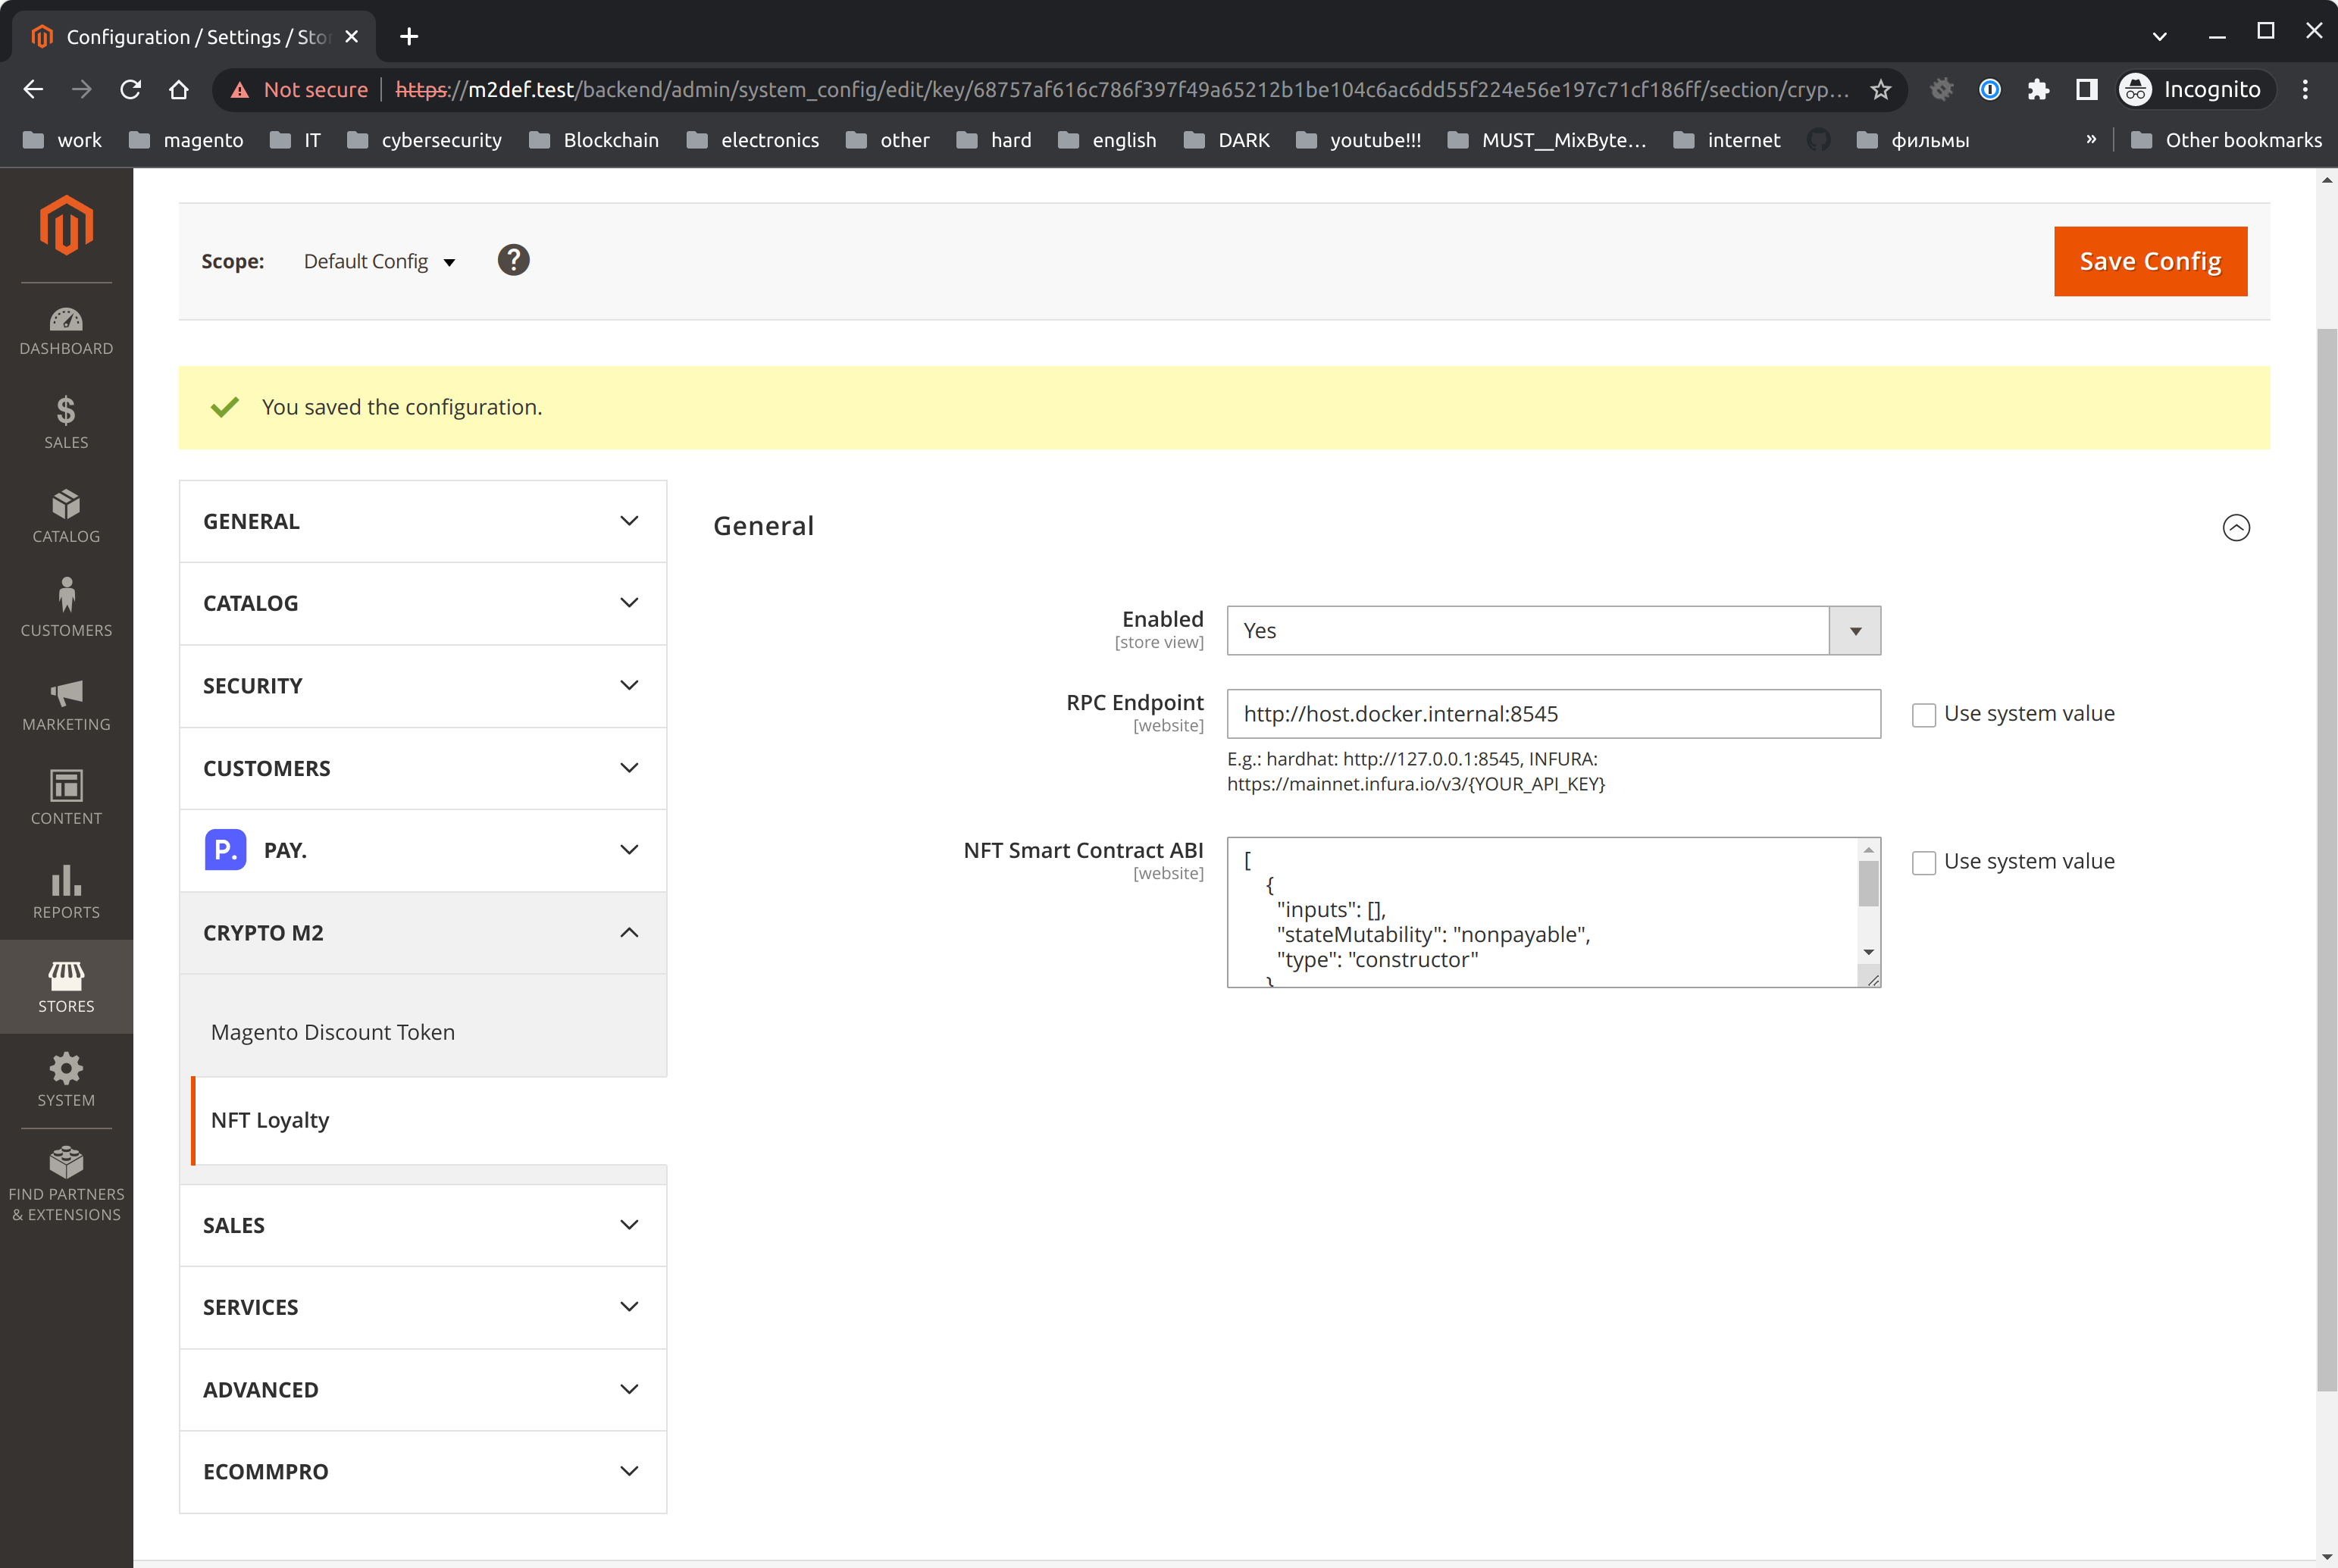 Configuration / Settings / Sto
Not secure
https://m2def.test/backend/admin/system_config/edit/key/68757af616c786f397f49a65212b1be104c6ac6dd55f224e56e197c71cf186ff/section/cryp...
Incognito
work
magento
IT
cybersecurity
Blockchain
electronics
other
hard
english
DARK
youtube!!!
MUST__MixByte...
internet
фильмы
»
Other bookmarks
DASHBOARD
SALES
CATALOG
CUSTOMERS
MARKETING
CONTENT
REPORTS
STORES
SYSTEM
FIND PARTNERS
& EXTENSIONS
Scope:
Default Config
?
Save Config
You saved the configuration.
GENERAL
CATALOG
SECURITY
CUSTOMERS
P. PAY.
CRYPTO M2
Magento Discount Token
NFT Loyalty
SALES
SERVICES
ADVANCED
ECOMMPRO
General
Enabled
[store view]
Yes
RPC Endpoint
[website]
http://host.docker.internal:8545
Use system value
E.g.: hardhat: http://127.0.0.1:8545, INFURA:
https://mainnet.infura.io/v3/{YOUR_API_KEY}
NFT Smart Contract ABI
[website]
[
{
"inputs": [],
"stateMutability": "nonpayable",
"type": "constructor"
}
Use system value